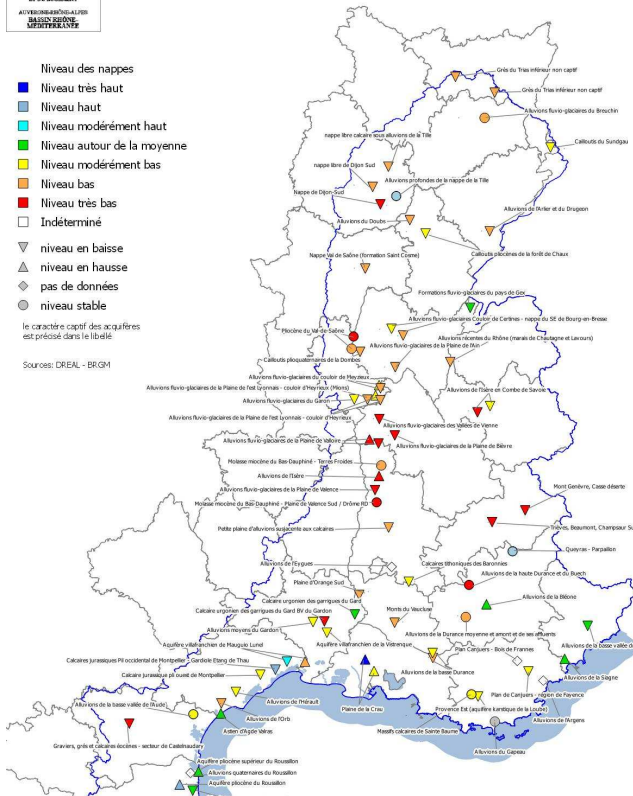 AUVERGNE-RHÔNE-ALPES
BASSIN RHÔNE-
MÉDITERRANÉE
Niveau des nappes
Niveau très haut
Niveau haut
Niveau modérément haut
Niveau autour de la moyenne
Niveau modérément bas
Niveau bas
Niveau très bas
Indéterminé
niveau en baisse
niveau en hausse
pas de données
niveau stable
le caractère captif des acquifères
est précisé dans le libellé
Sources: DREAL - BRGM
Grès du Trias inférieur non captif
Grès du Trias inférieur non captif
Alluvions fluvio-glaciaires du Breuchin
nappe libre calcaire sous alluvions de la Tille
Cailloutis du Sundgau
nappe libre de Dijon Sud
Alluvions profondes de la nappe de la Tille
Nappe de Dijon-Sud
Alluvions de l'Arlier et du Drugeon
Alluvions du Doubs
Cailloutis pliocènes de la forêt de Chaux
Nappe Val de Saône (formation Saint Cosme)
Formations fluvio-glaciaires du pays de Gex
Alluvions fluvio-glaciaires Couloir de Certines - nappe du SE de Bourg-en-Bresse
Pliocène du Val de Saône
Alluvions récentes du Rhône (marais de Chautagne et Lavours)
Alluvions fluvio-glaciaires de la Plaine de l'Ain
Cailloutis plioquaternaires de la Dombes
Alluvions fluvio-glaciaires du couloir de Meyzieux
Alluvions fluvio-glaciaires de la Plaine de l'est Lyonnais - couloir d'Heyrieux (Mions)
Alluvions de l'Isère en Combe de Savoie
Alluvions fluvio-glaciaires du Garon
Alluvions fluvio-glaciaires de la Plaine de l'est Lyonnais - couloir d'Heyrieux
Alluvions fluvio-glaciaires des Vallées de Vienne
Alluvions fluvio-glaciaires de la Plaine de Valloire
Alluvions fluvio-glaciaires de la Plaine de Bièvre
Molasse miocène du Bas-Dauphiné - Terres Froides
Alluvions de l'Isère
Mont Genèvre, Casse déserte
Alluvions fluvio-glaciaires de la Plaine de Valence
Molasse miocène du Bas-Dauphiné - Plaine de Valence Sud / Drôme RD
Petite plaine d'alluvions susjacente aux calcaires
Trièves, Beaumont, Champsaur Su
Queyras - Parpaillon
Alluvions de l'Eygues
Calcaires tithoniques des Baronnies
Plaine d'Orange Sud
Alluvions de la haute Durance et du Buech
Calcaire urgonien des garrigues du Gard
Alluvions de la Bléone
Calcaire urgonien des garrigues du Gard BV du Gardon
Monts du Vaucluse
Alluvions moyens du Gardon
Alluvions de la Durance moyenne et amont et de ses affluents
Alluvions de la basse vallée du
Aquifère villafranchien de Mauguio Lunel
Aquifère villafranchien de la Vistrenque
Plan Canjuers - Bois de Frannes
Calcaires jurassiques Pli occidental de Montpellier - Gardiole Etang de Thau
Alluvions de la basse Durance
Calcaire jurassique pli ouest de Montpellier
Alluvions de la Siagne
Plan de Canjuers - région de Fayence
Alluvions de la basse vallée de l'Aude
Alluvions de l'Hérault
Plaine de la Crau
Provence Est (aquifère karstique de la Loube)
Alluvions de l'Orb
Alluvions de l'Argens
Astien d'Agde Valras
Massifs calcaires de Sainte Baume
Graviers, grès et calcaires éocènes - secteur de Castelnaudary
Alluvions du Gapeau
Aquifère pliocène supérieur du Roussillon
Alluvions quaternaires du Roussillon
Aquifère pliocène du Roussillon